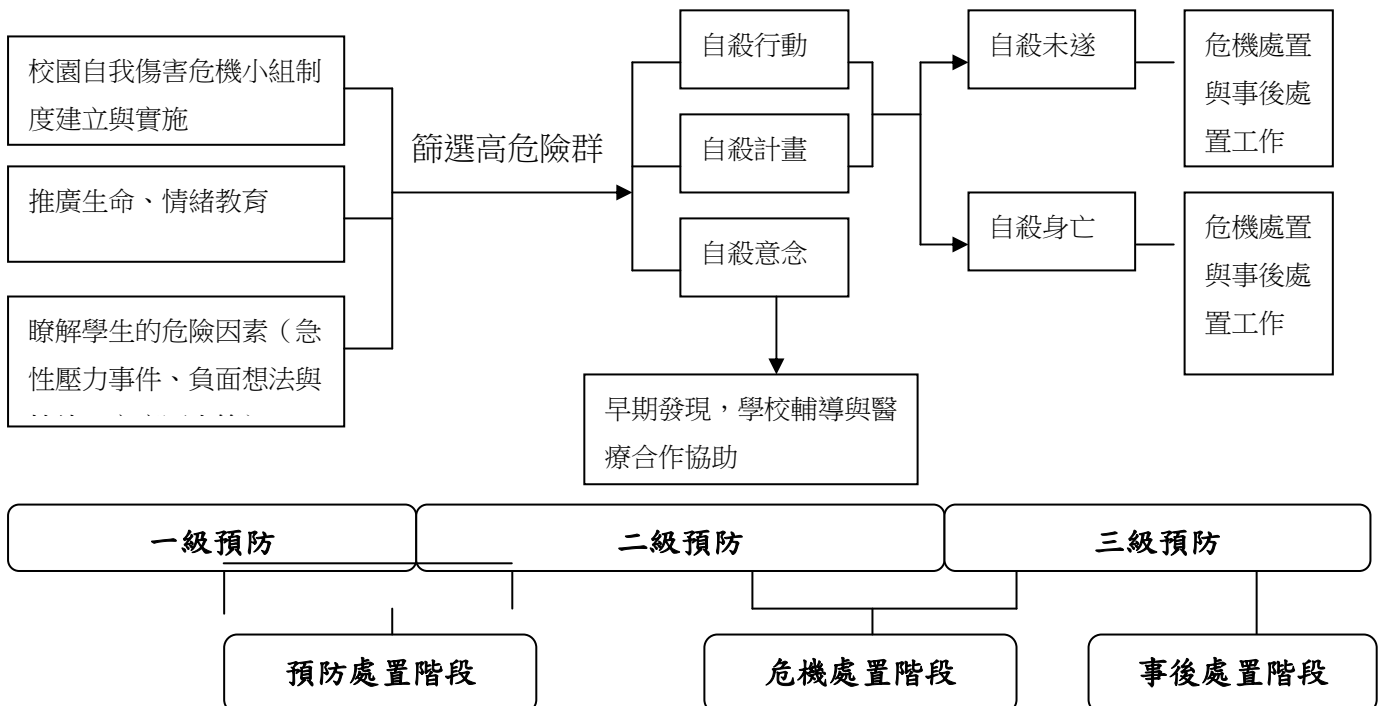 校園自我傷害危機小組制
度建立與實施
推廣生命、情緒教育
瞭解學生的危險因素（急
性壓力事件、負面想法與
篩選高危險群
自殺行動
自殺計畫
自殺意念
早期發現，學校輔導與醫
療合作協助
自殺未遂
自殺身亡
危機處置
與事後處
置工作
危機處置
與事後處
置工作
一級預防
二級預防
三級預防
預防處置階段
危機處置階段
事後處置階段